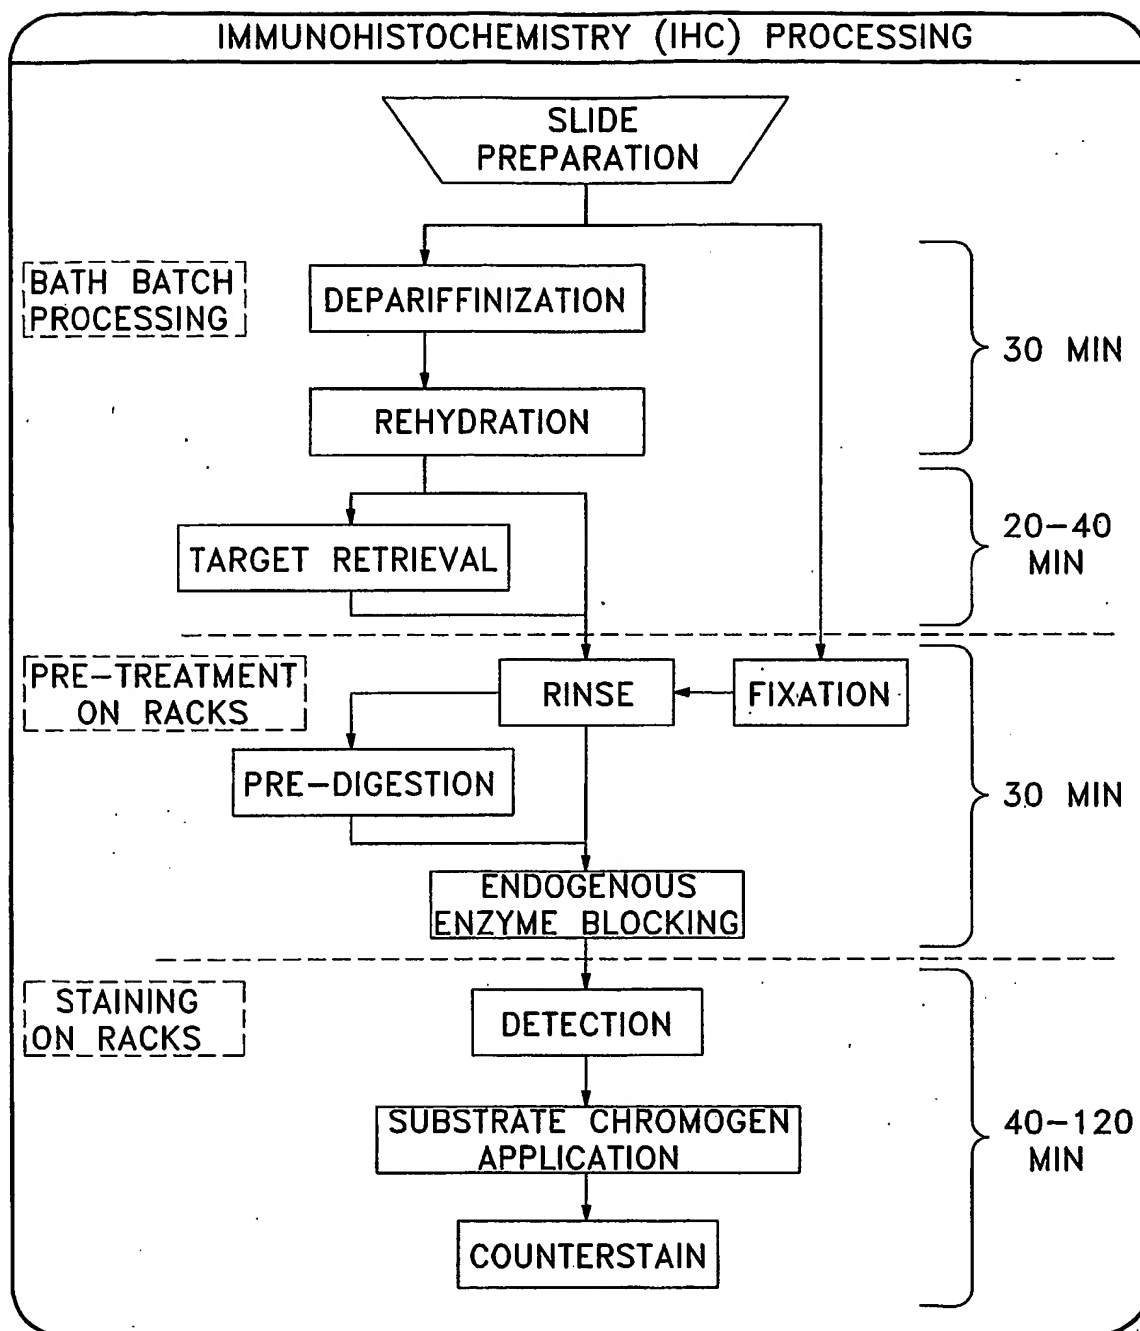 IMMUNOHISTOCHEMISTRY (IHC) PROCESSING
SLIDE
PREPARATION
BATH BATCH
PROCESSING
DEPARIFFINIZATION
30 MIN
REHYDRATION
TARGET RETRIEVAL
20-40
MIN
PRE-TREATMENT
ON RACKS
RINSE
FIXATION
PRE-DIGESTION
30 MIN
ENDOGENOUS
ENZYME BLOCKING
STAINING
ON RACKS
DETECTION
SUBSTRATE CHROMOGEN
APPLICATION
40-120
MIN
COUNTERSTAIN